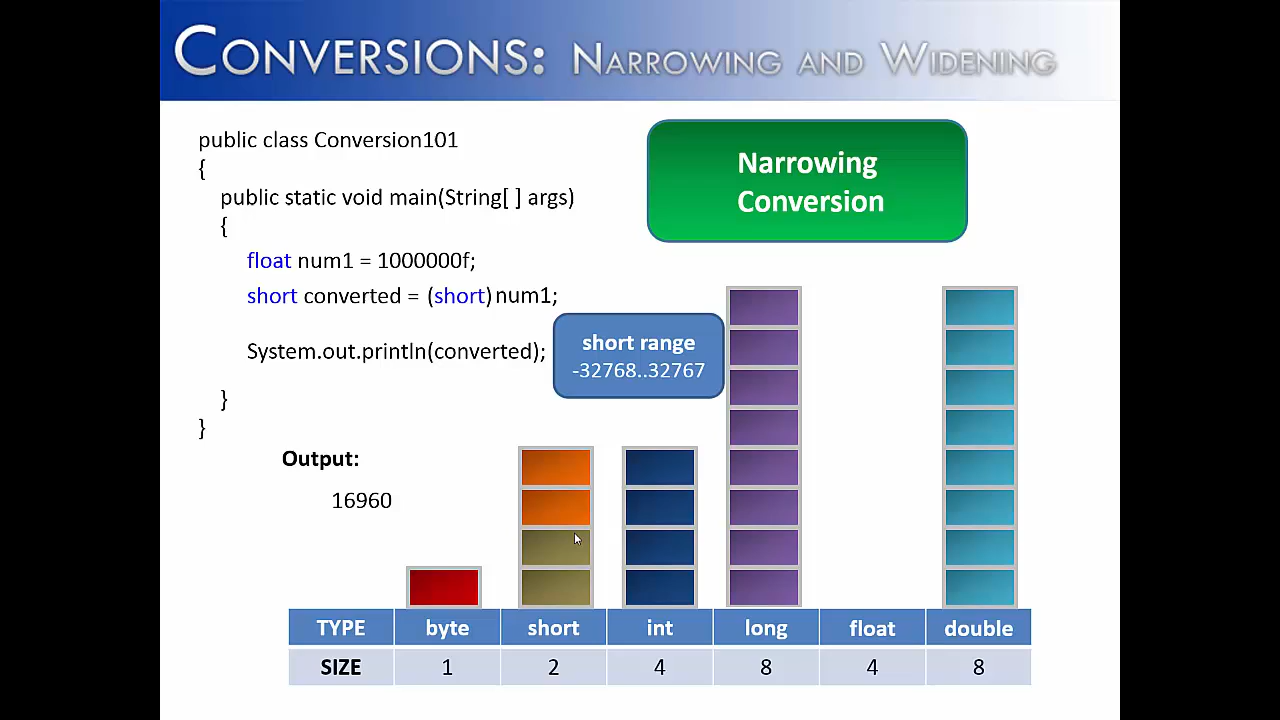 CONVERSIONS: NARROWING AND WIDENING
public class Conversion101
{
public static void main(String[ ] args)
{
float num1 = 1000000f;
short converted = (short) num1;
System.out.println(converted);
}
}
Narrowing
Conversion
short range
-32768..32767
Output:
16960
TYPE byte short int long float double
SIZE 1 2 4 8 4 8